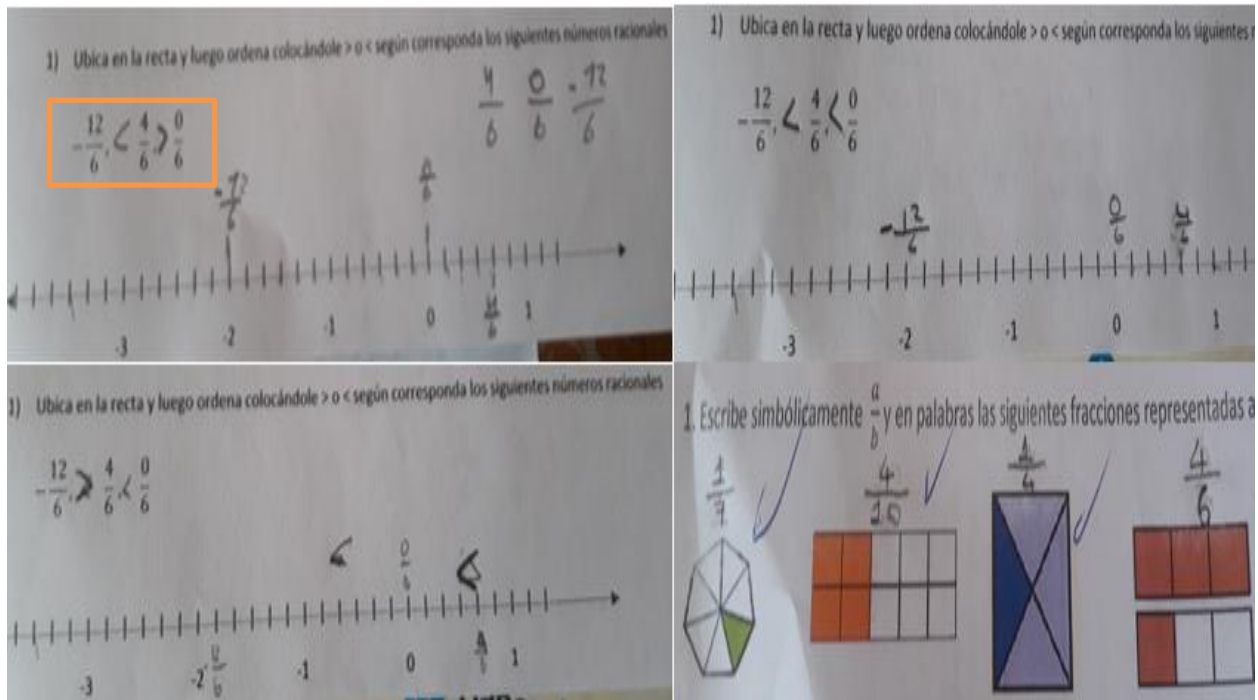 1) Ubica en la recta y luego ordena colocándole > o < según corresponda los siguientes números racionales
4/6 0/6 -12/6
-12/6, < 4/6, > 0/6
-12/6 0/6
4/6
-3 -2 -1 0 1
1) Ubica en la recta y luego ordena colocándole > o < según corresponda los siguientes
-12/6, < 4/6, < 0/6
-12/6 0/6 4/6
-3 -2 -1 0 1
1) Ubica en la recta y luego ordena colocándole > o < según corresponda los siguientes números racionales
-12/6, > 4/6, < 0/6
< 0/6 <
-3 -2 -1 0 1
1. Escribe simbólicamente a/b y en palabras las siguientes fracciones representadas a
1/7 4/10 1/4 4/6